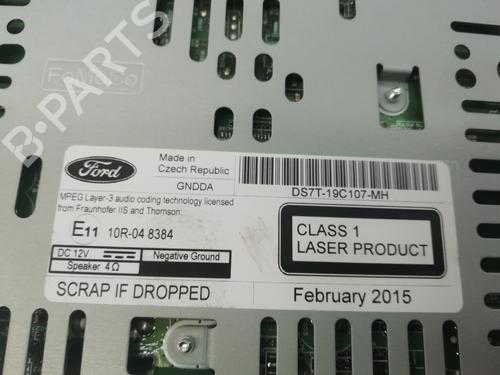 FoMoCo
B-PARTS
Ford
Made in
Czech Republic
GNDDA
DS7T-19C107-MH
MPEG Layer-3 audio coding technology licensed
from Fraunhofer IIS and Thomson:
E11 10R-04 8384
DC 12V
Negative Ground
Speaker 4 Ω
CLASS 1
LASER PRODUCT
SCRAP IF DROPPED
February 2015